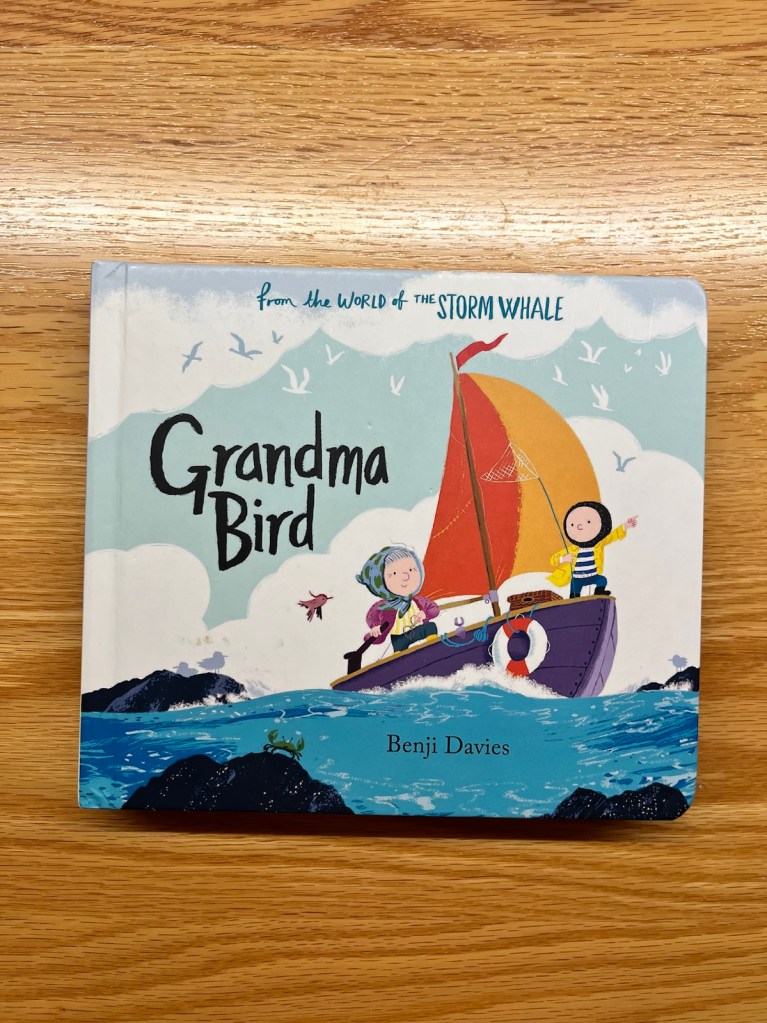 from the WORLD of THE STORM WHALE
Grandma
Bird
Benji Davies